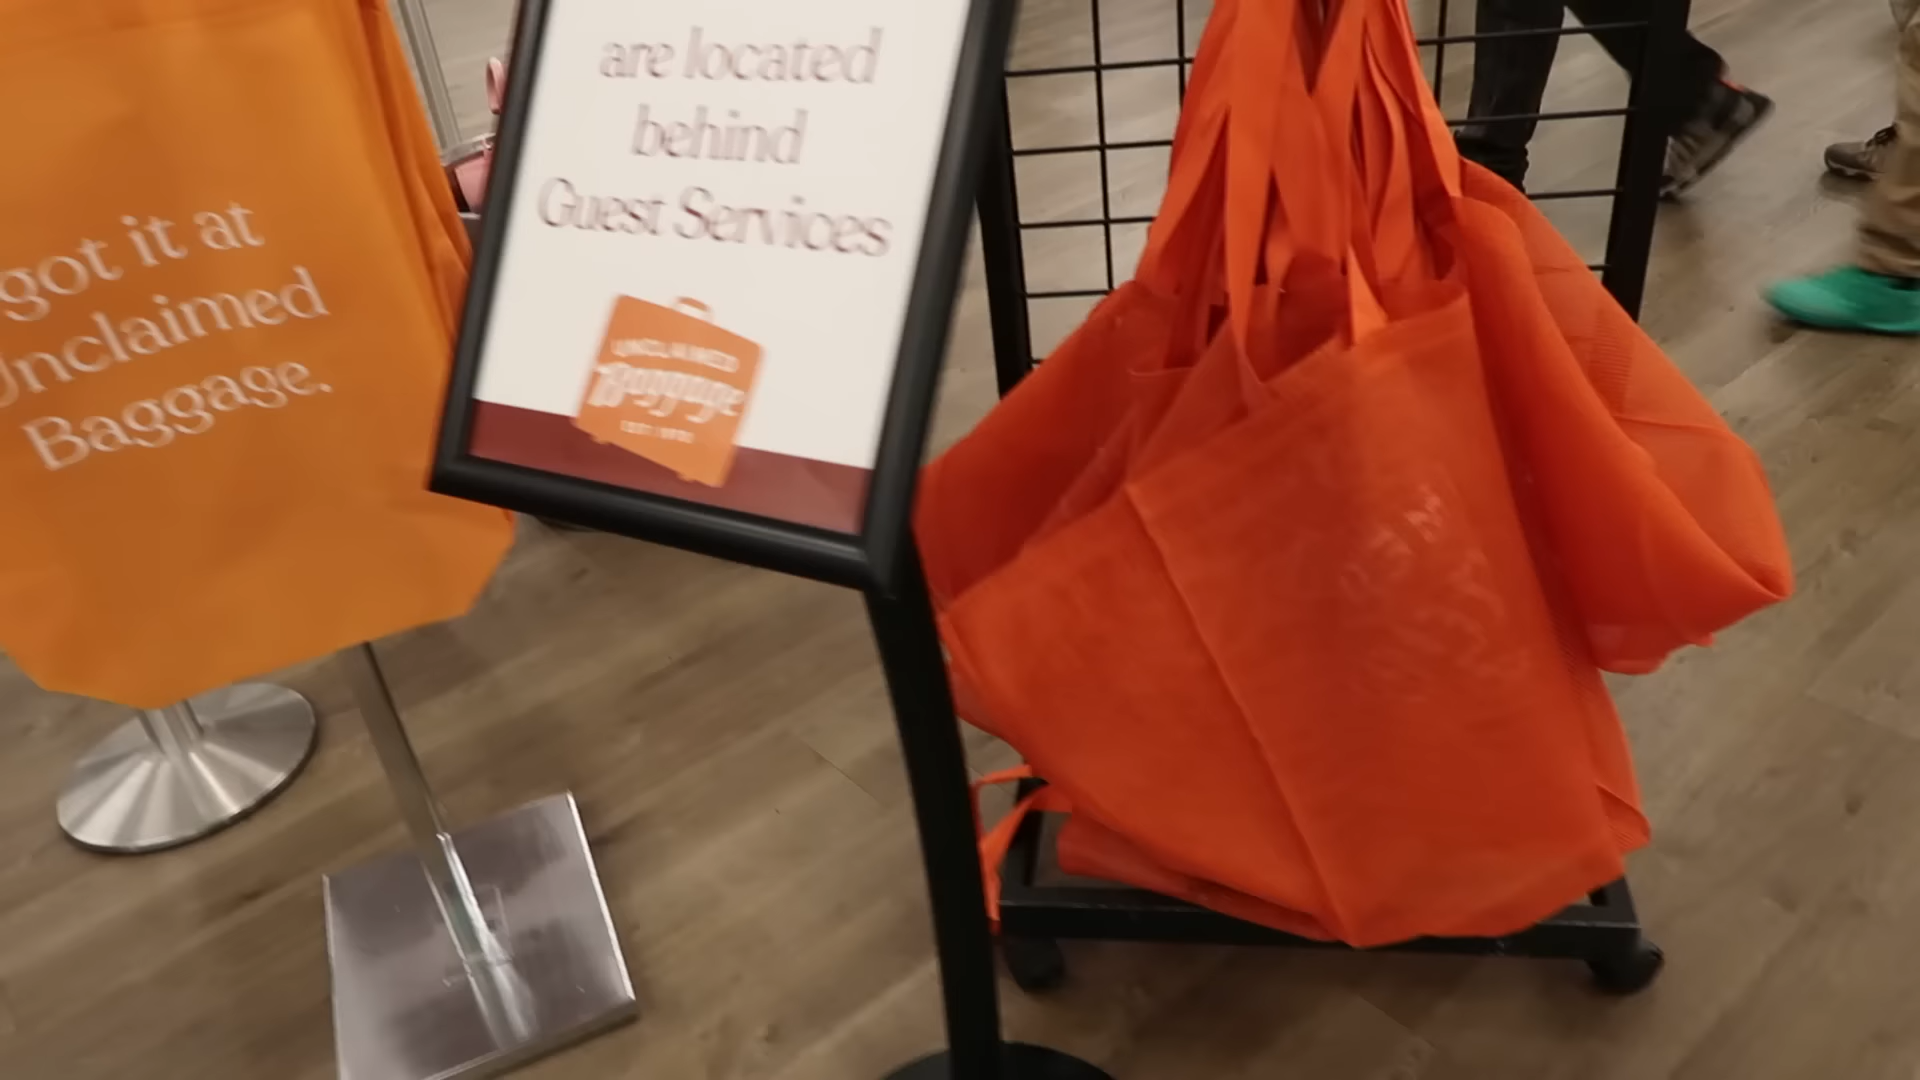 got it at
Unclaimed
Baggage.
are located
behind
Guest Services
UNCLAIMED
Baggage